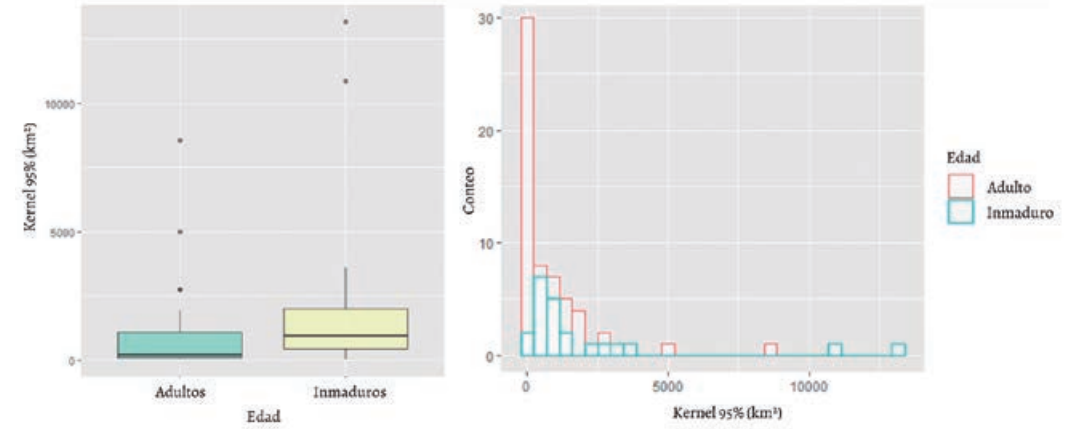 Kernel 95% (km²)
10000
5000
0
Adultos
Inmaduros
Edad
Conteo
30
20
10
0
0
5000
10000
Kernel 95% (km²)
Edad
Adulto
Inmaduro